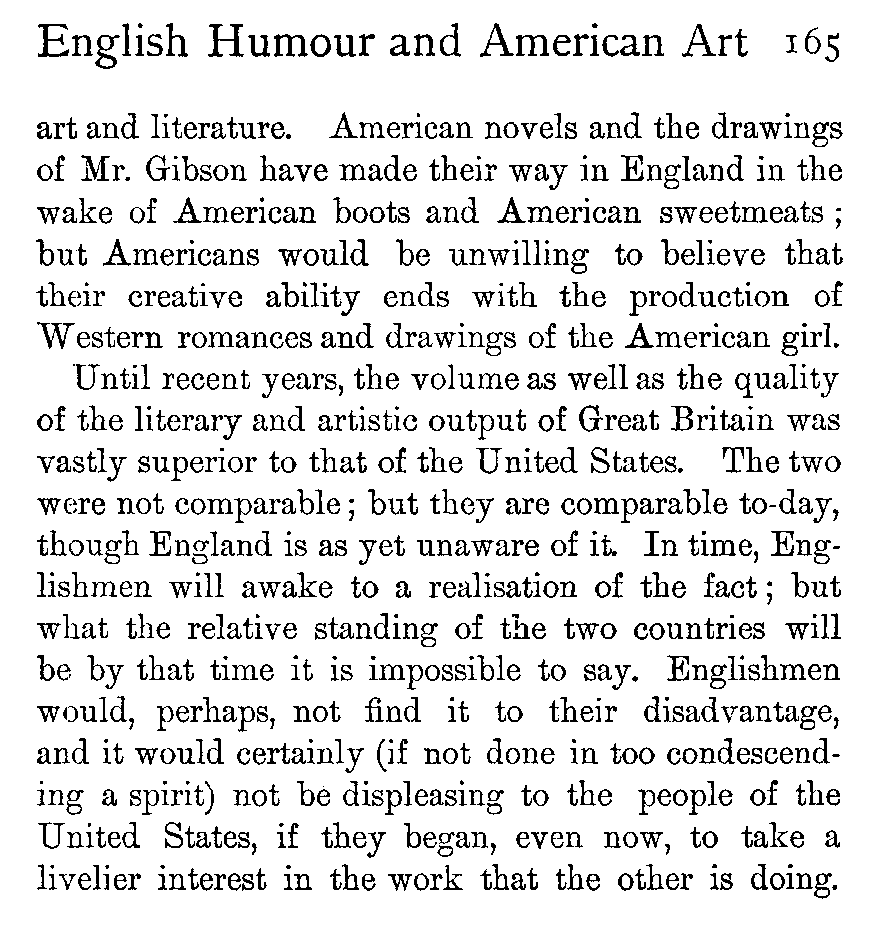 English Humour and American Art 165
art and literature. American novels and the drawings
of Mr. Gibson have made their way in England in the
wake of American boots and American sweetmeats ;
but Americans would be unwilling to believe that
their creative ability ends with the production of
Western romances and drawings of the American girl.
Until recent years, the volume as well as the quality
of the literary and artistic output of Great Britain was
vastly superior to that of the United States. The two
were not comparable ; but they are comparable to-day,
though England is as yet unaware of it. In time, Eng-
lishmen will awake to a realisation of the fact ; but
what the relative standing of the two countries will
be by that time it is impossible to say. Englishmen
would, perhaps, not find it to their disadvantage,
and it would certainly (if not done in too condescend-
ing a spirit) not be displeasing to the people of the
United States, if they began, even now, to take a
livelier interest in the work that the other is doing.